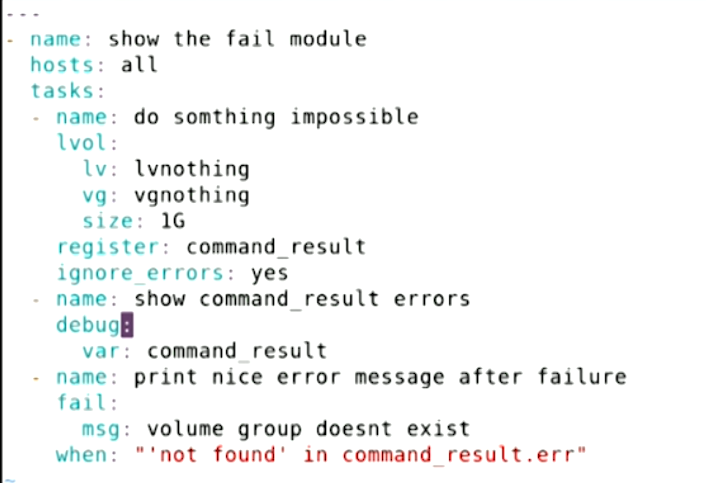 ---
- name: show the fail module
  hosts: all
  tasks:
  - name: do somthing impossible
    lvol:
      lv: lvnothing
      vg: vgnothing
      size: 1G
    register: command_result
    ignore_errors: yes
  - name: show command_result errors
    debug:
      var: command_result
  - name: print nice error message after failure
    fail:
      msg: volume group doesnt exist
    when: "'not found' in command_result.err"
~